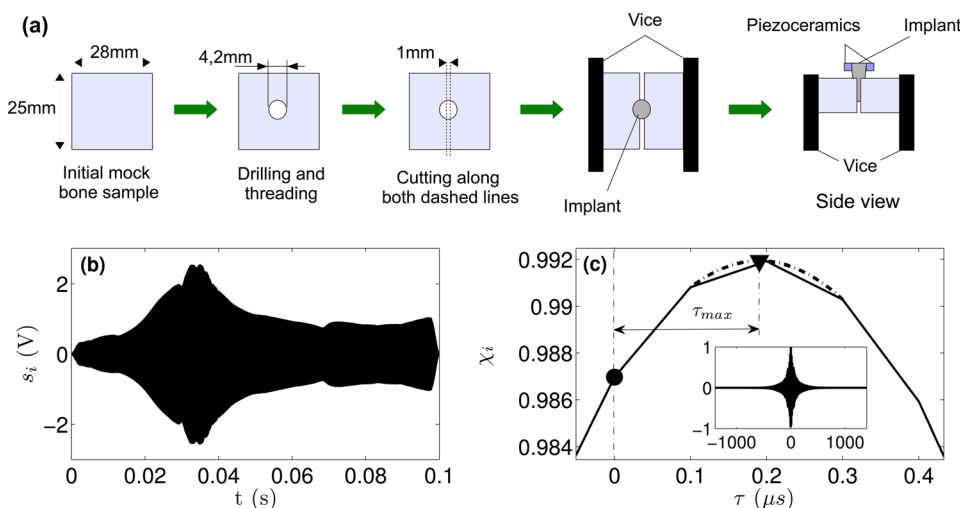 (a)
28mm
25mm
Initial mock
bone sample
4,2mm
Drilling and
threading
1mm
Cutting along
both dashed lines
Vice
Implant
Piezoceramics
Implant
Vice
Side view
(b)
s_i (V)
2
0
−2
0
0.02
0.04
0.06
0.08
0.1
t (s)
(c)
χ_i
0.992
0.99
0.988
0.986
0.984
τ_max
1
0
−1
−1000
0
1000
0
0.1
0.2
0.3
0.4
τ (μs)